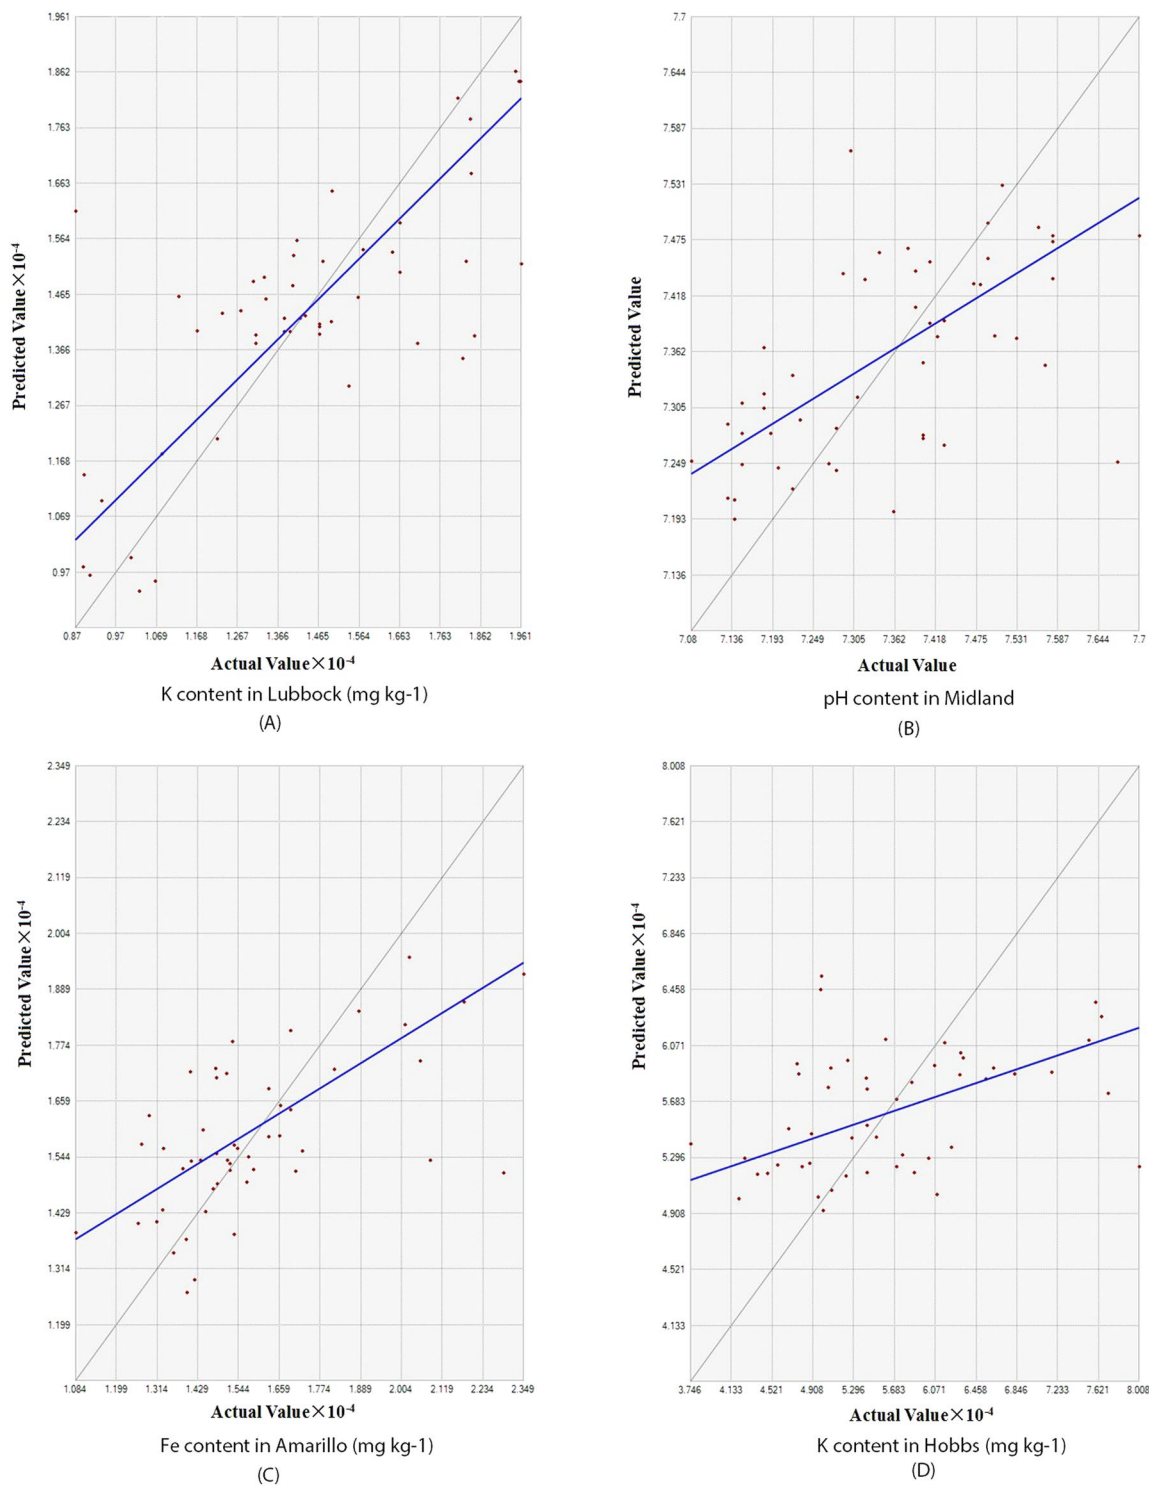 1.961
1.862
1.763
1.663
1.564
1.465
1.366
1.267
1.168
1.069
0.97
Predicted Value×10-4
0.87 0.97 1.069 1.168 1.267 1.366 1.465 1.564 1.663 1.763 1.862 1.961
Actual Value×10-4
K content in Lubbock (mg kg-1)
(A)
7.7
7.644
7.587
7.531
7.475
7.418
7.362
7.305
7.249
7.193
7.136
Predicted Value
7.08 7.136 7.193 7.249 7.305 7.362 7.418 7.475 7.531 7.587 7.644 7.7
Actual Value
pH content in Midland
(B)
2.349
2.234
2.119
2.004
1.889
1.774
1.659
1.544
1.429
1.314
1.199
Predicted Value×10-4
1.084 1.199 1.314 1.429 1.544 1.659 1.774 1.889 2.004 2.119 2.234 2.349
Actual Value×10-4
Fe content in Amarillo (mg kg-1)
(C)
8.008
7.621
7.233
6.846
6.458
6.071
5.683
5.296
4.908
4.521
4.133
Predicted Value×10-4
3.746 4.133 4.521 4.908 5.296 5.683 6.071 6.458 6.846 7.233 7.621 8.008
Actual Value×10-4
K content in Hobbs (mg kg-1)
(D)